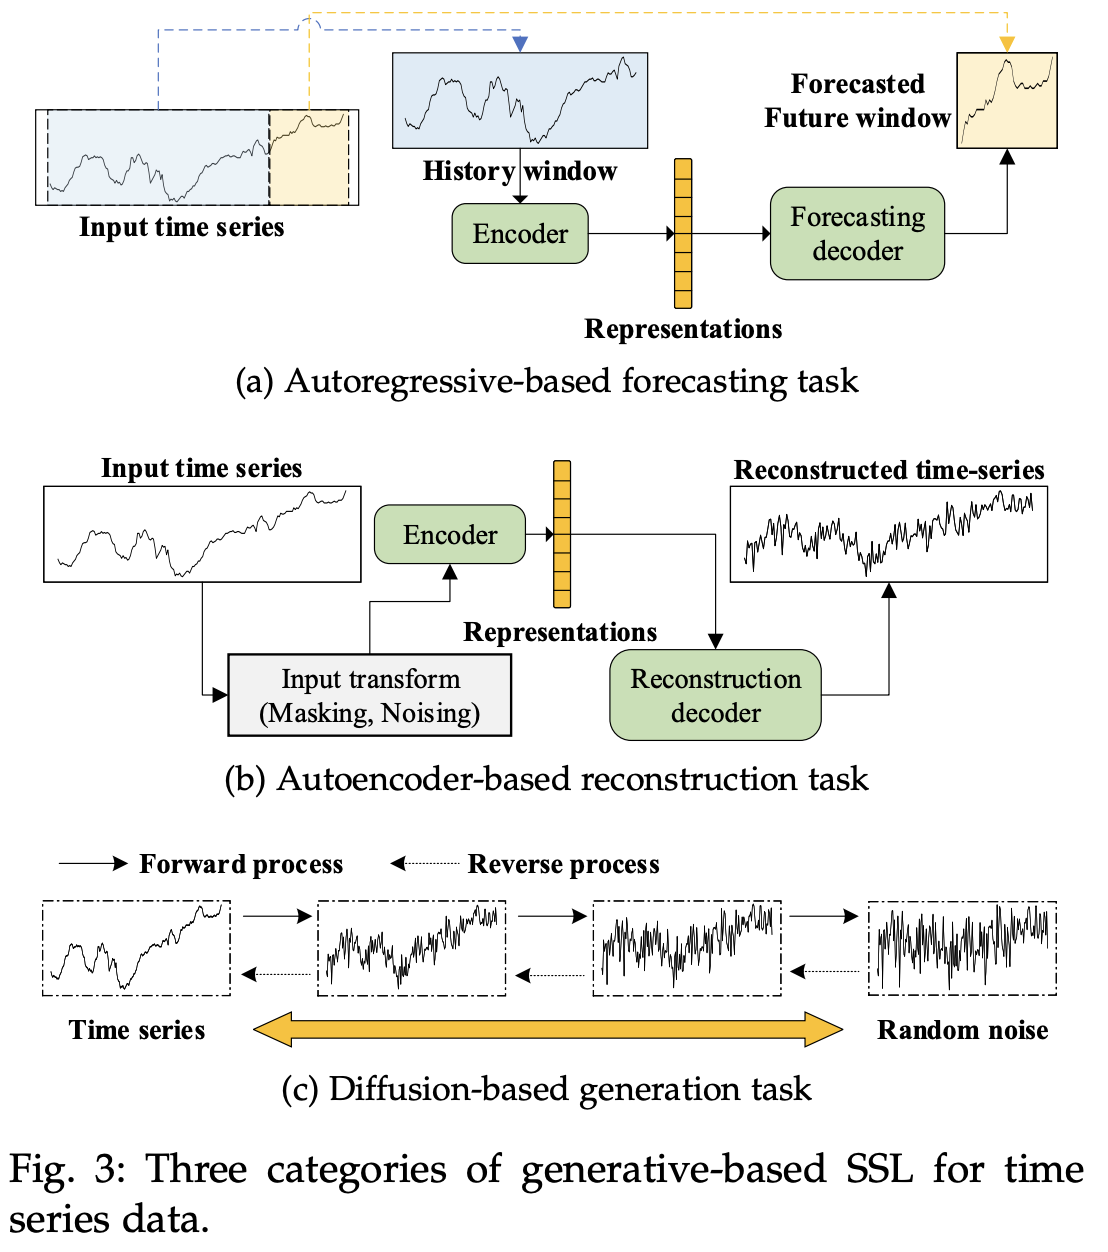 Forecasted
Future window
History window
Input time series
Encoder
Forecasting
decoder
Representations
(a) Autoregressive-based forecasting task
Input time series
Reconstructed time-series
Encoder
Representations
Input transform
(Masking, Noising)
Reconstruction
decoder
(b) Autoencoder-based reconstruction task
Forward process
Reverse process
Time series
Random noise
(c) Diffusion-based generation task
Fig. 3: Three categories of generative-based SSL for time
series data.